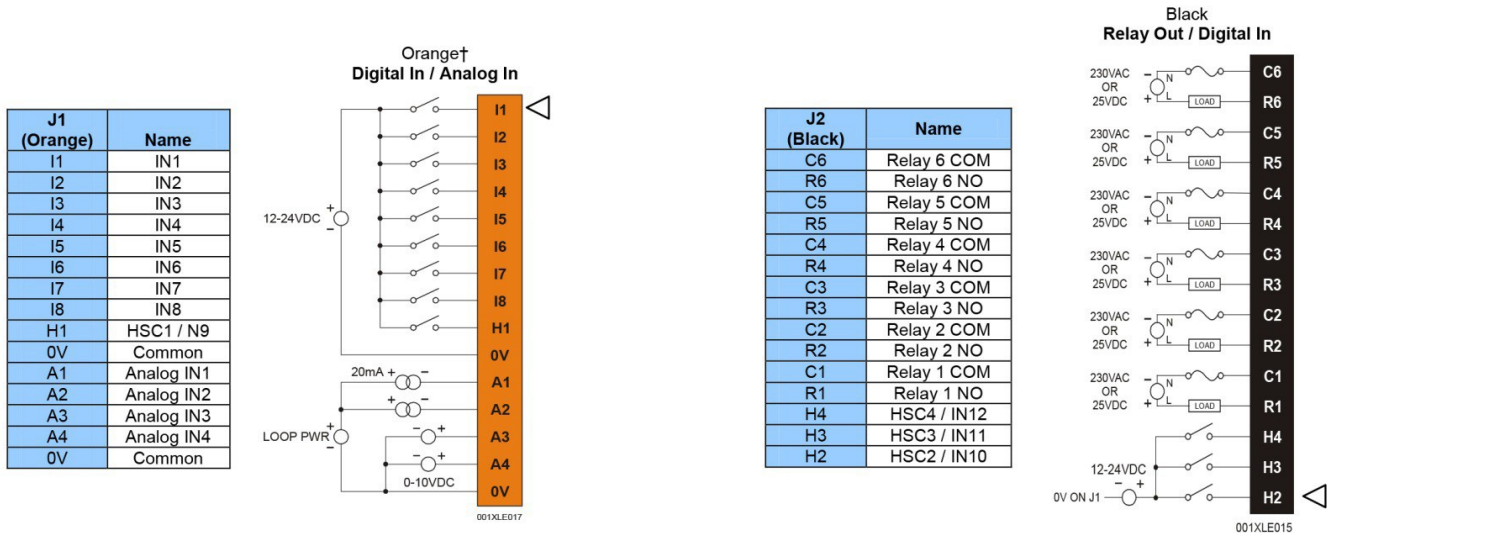 Orange†
Digital In / Analog In
J1
(Orange) Name
I1 IN1
I2 IN2
I3 IN3
I4 IN4
I5 IN5
I6 IN6
I7 IN7
I8 IN8
H1 HSC1 / N9
0V Common
A1 Analog IN1
A2 Analog IN2
A3 Analog IN3
A4 Analog IN4
0V Common
I1
I2
I3
I4
12-24VDC + - I5
I6
I7
I8
H1
0V
20mA + - A1
+ - A2
LOOP PWR + - - + A3
- + A4
0-10VDC
0V
001XLE017
Black
Relay Out / Digital In
J2
(Black) Name
C6 Relay 6 COM
R6 Relay 6 NO
C5 Relay 5 COM
R5 Relay 5 NO
C4 Relay 4 COM
R4 Relay 4 NO
C3 Relay 3 COM
R3 Relay 3 NO
C2 Relay 2 COM
R2 Relay 2 NO
C1 Relay 1 COM
R1 Relay 1 NO
H4 HSC4 / IN12
H3 HSC3 / IN11
H2 HSC2 / IN10
230VAC - N C6
OR
25VDC + L LOAD R6
230VAC - N C5
OR
25VDC + L LOAD R5
230VAC - N C4
OR
25VDC + L LOAD R4
230VAC - N C3
OR
25VDC + L LOAD R3
230VAC - N C2
OR
25VDC + L LOAD R2
230VAC - N C1
OR
25VDC + L LOAD R1
H4
12-24VDC H3
0V ON J1 - + H2
001XLE015